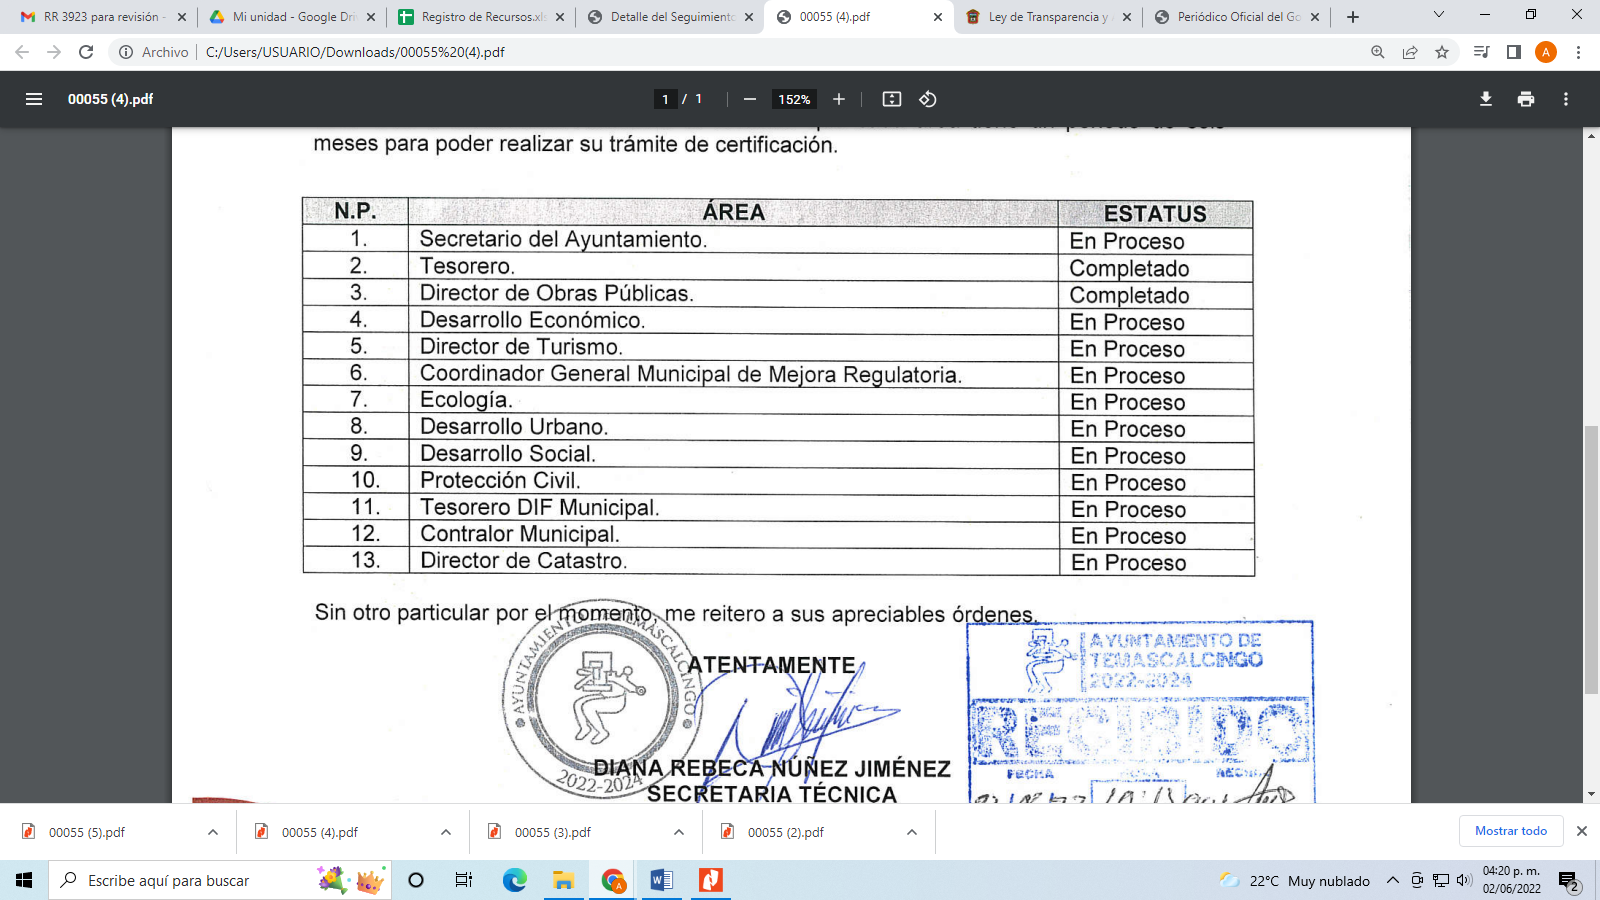 RR 3923 para revisión -
Mi unidad - Google Dri
Registro de Recursos.xls
Detalle del Seguimiento
00055 (4).pdf
Ley de Transparencia y
Periódico Oficial del Go
Archivo
C:/Users/USUARIO/Downloads/00055%20(4).pdf
A
00055 (4).pdf
1 / 1
152%
meses para poder realizar su trámite de certificación.
N.P. ÁREA ESTATUS
1. Secretario del Ayuntamiento. En Proceso
2. Tesorero. Completado
3. Director de Obras Públicas. Completado
4. Desarrollo Económico. En Proceso
5. Director de Turismo. En Proceso
6. Coordinador General Municipal de Mejora Regulatoria. En Proceso
7. Ecología. En Proceso
8. Desarrollo Urbano. En Proceso
9. Desarrollo Social. En Proceso
10. Protección Civil. En Proceso
11. Tesorero DIF Municipal. En Proceso
12. Contralor Municipal. En Proceso
13. Director de Catastro. En Proceso
Sin otro particular por el momento, me reitero a sus apreciables órdenes.
AYUNTAMIENTO DE TEMASCALCINGO
2022-2024
ATENTAMENTE
DIANA REBECA NÚÑEZ JIMÉNEZ
SECRETARIA TÉCNICA
AYUNTAMIENTO DE
TEMASCALCINGO
2022-2024
RECIBIDO
FECHA
00055 (5).pdf
00055 (4).pdf
00055 (3).pdf
00055 (2).pdf
Mostrar todo
Escribe aquí para buscar
22°C Muy nublado
04:20 p. m.
02/06/2022
2